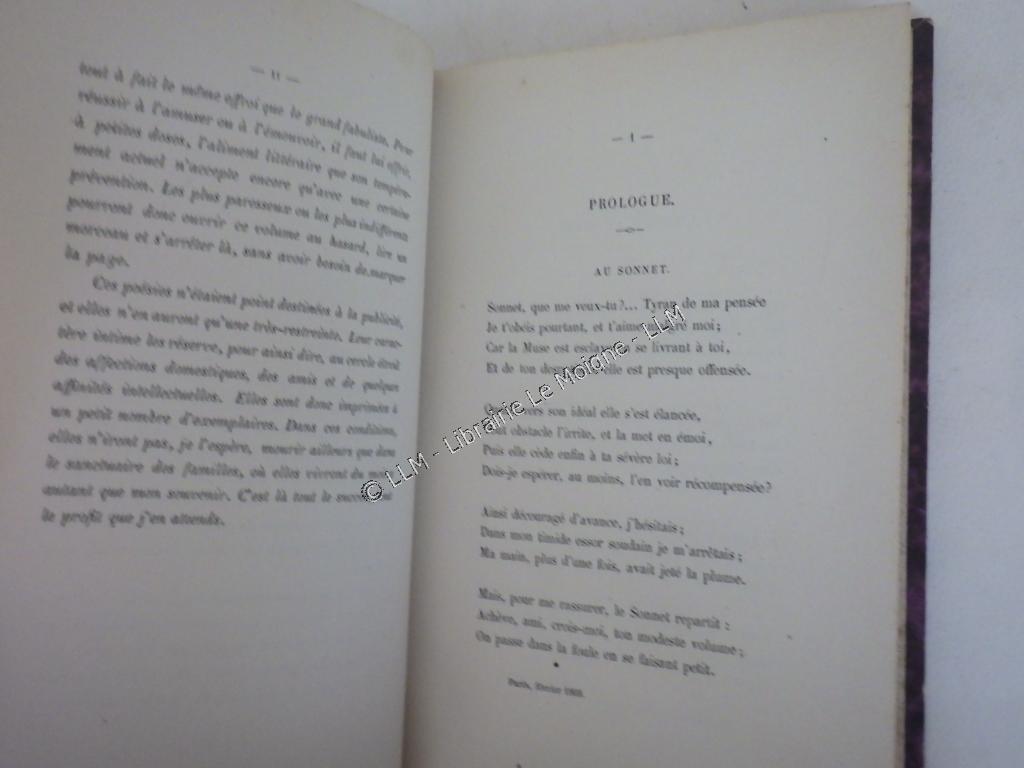 — II —
tout à fait le même effroi que le grand fabuliste. Pour
réussir à l'amuser ou à l'émouvoir, il faut lui offrir,
à petites doses, l'aliment littéraire que son tempéra-
ment actuel n'accepte encore qu'avec une certaine
prévention. Les plus paresseux ou les plus indifférents
pourront donc ouvrir ce volume au hasard, lire un
morceau et s'arrêter là, sans avoir besoin de marquer
la page.
Ces poésies n'étaient point destinées à la publicité,
et elles n'en auront qu'une très-restreinte. Leur carac-
tère intime les réserve, pour ainsi dire, au cercle étroit
des affections domestiques, des amis et de quelques
affinités intellectuelles. Elles sont donc imprimées à
un petit nombre d'exemplaires. Dans ces conditions,
elles n'iront pas, je l'espère, mourir ailleurs que dans
le sanctuaire des familles, où elles vivront du moins
autant que mon souvenir. C'est là tout le succès et
le profit que j'en attends.
— 1 —
PROLOGUE.
AU SONNET.
Sonnet, que me veux-tu?... Tyran de ma pensée
Je t'obéis pourtant, et t'aime malgré moi;
Car la Muse est esclave en se livrant à toi,
Et de ton elle est presque offensée.
vers son idéal elle s'est élancée,
Tout obstacle l'irrite, et la met en émoi,
Puis elle cède enfin à ta sévère loi;
Dois-je espérer, au moins, l'en voir récompensée?
Ainsi découragé d'avance, j'hésitais;
Dans mon timide essor soudain je m'arrêtais;
Ma main, plus d'une fois, avait jeté la plume.
Mais, pour me rassurer, le Sonnet repartit:
Achève, ami, crois-moi, ton modeste volume;
On passe dans la foule en se faisant petit.
Paris, février
© LLM - Librairie Le Moigne - LLM